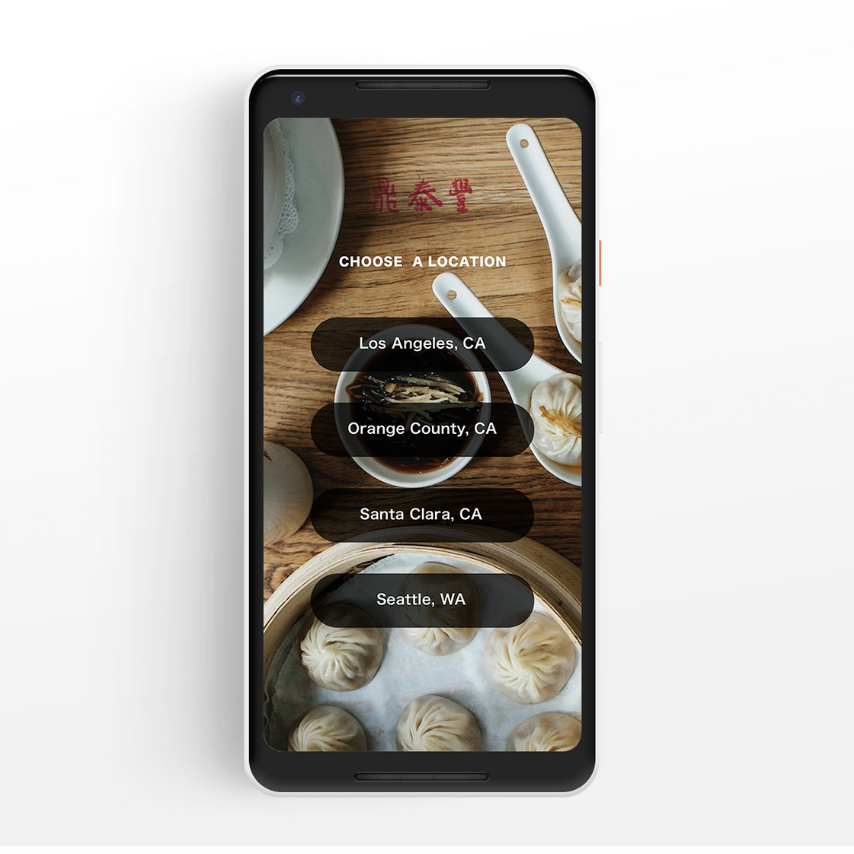 鼎泰豐
CHOOSE A LOCATION
Los Angeles, CA
Orange County, CA
Santa Clara, CA
Seattle, WA